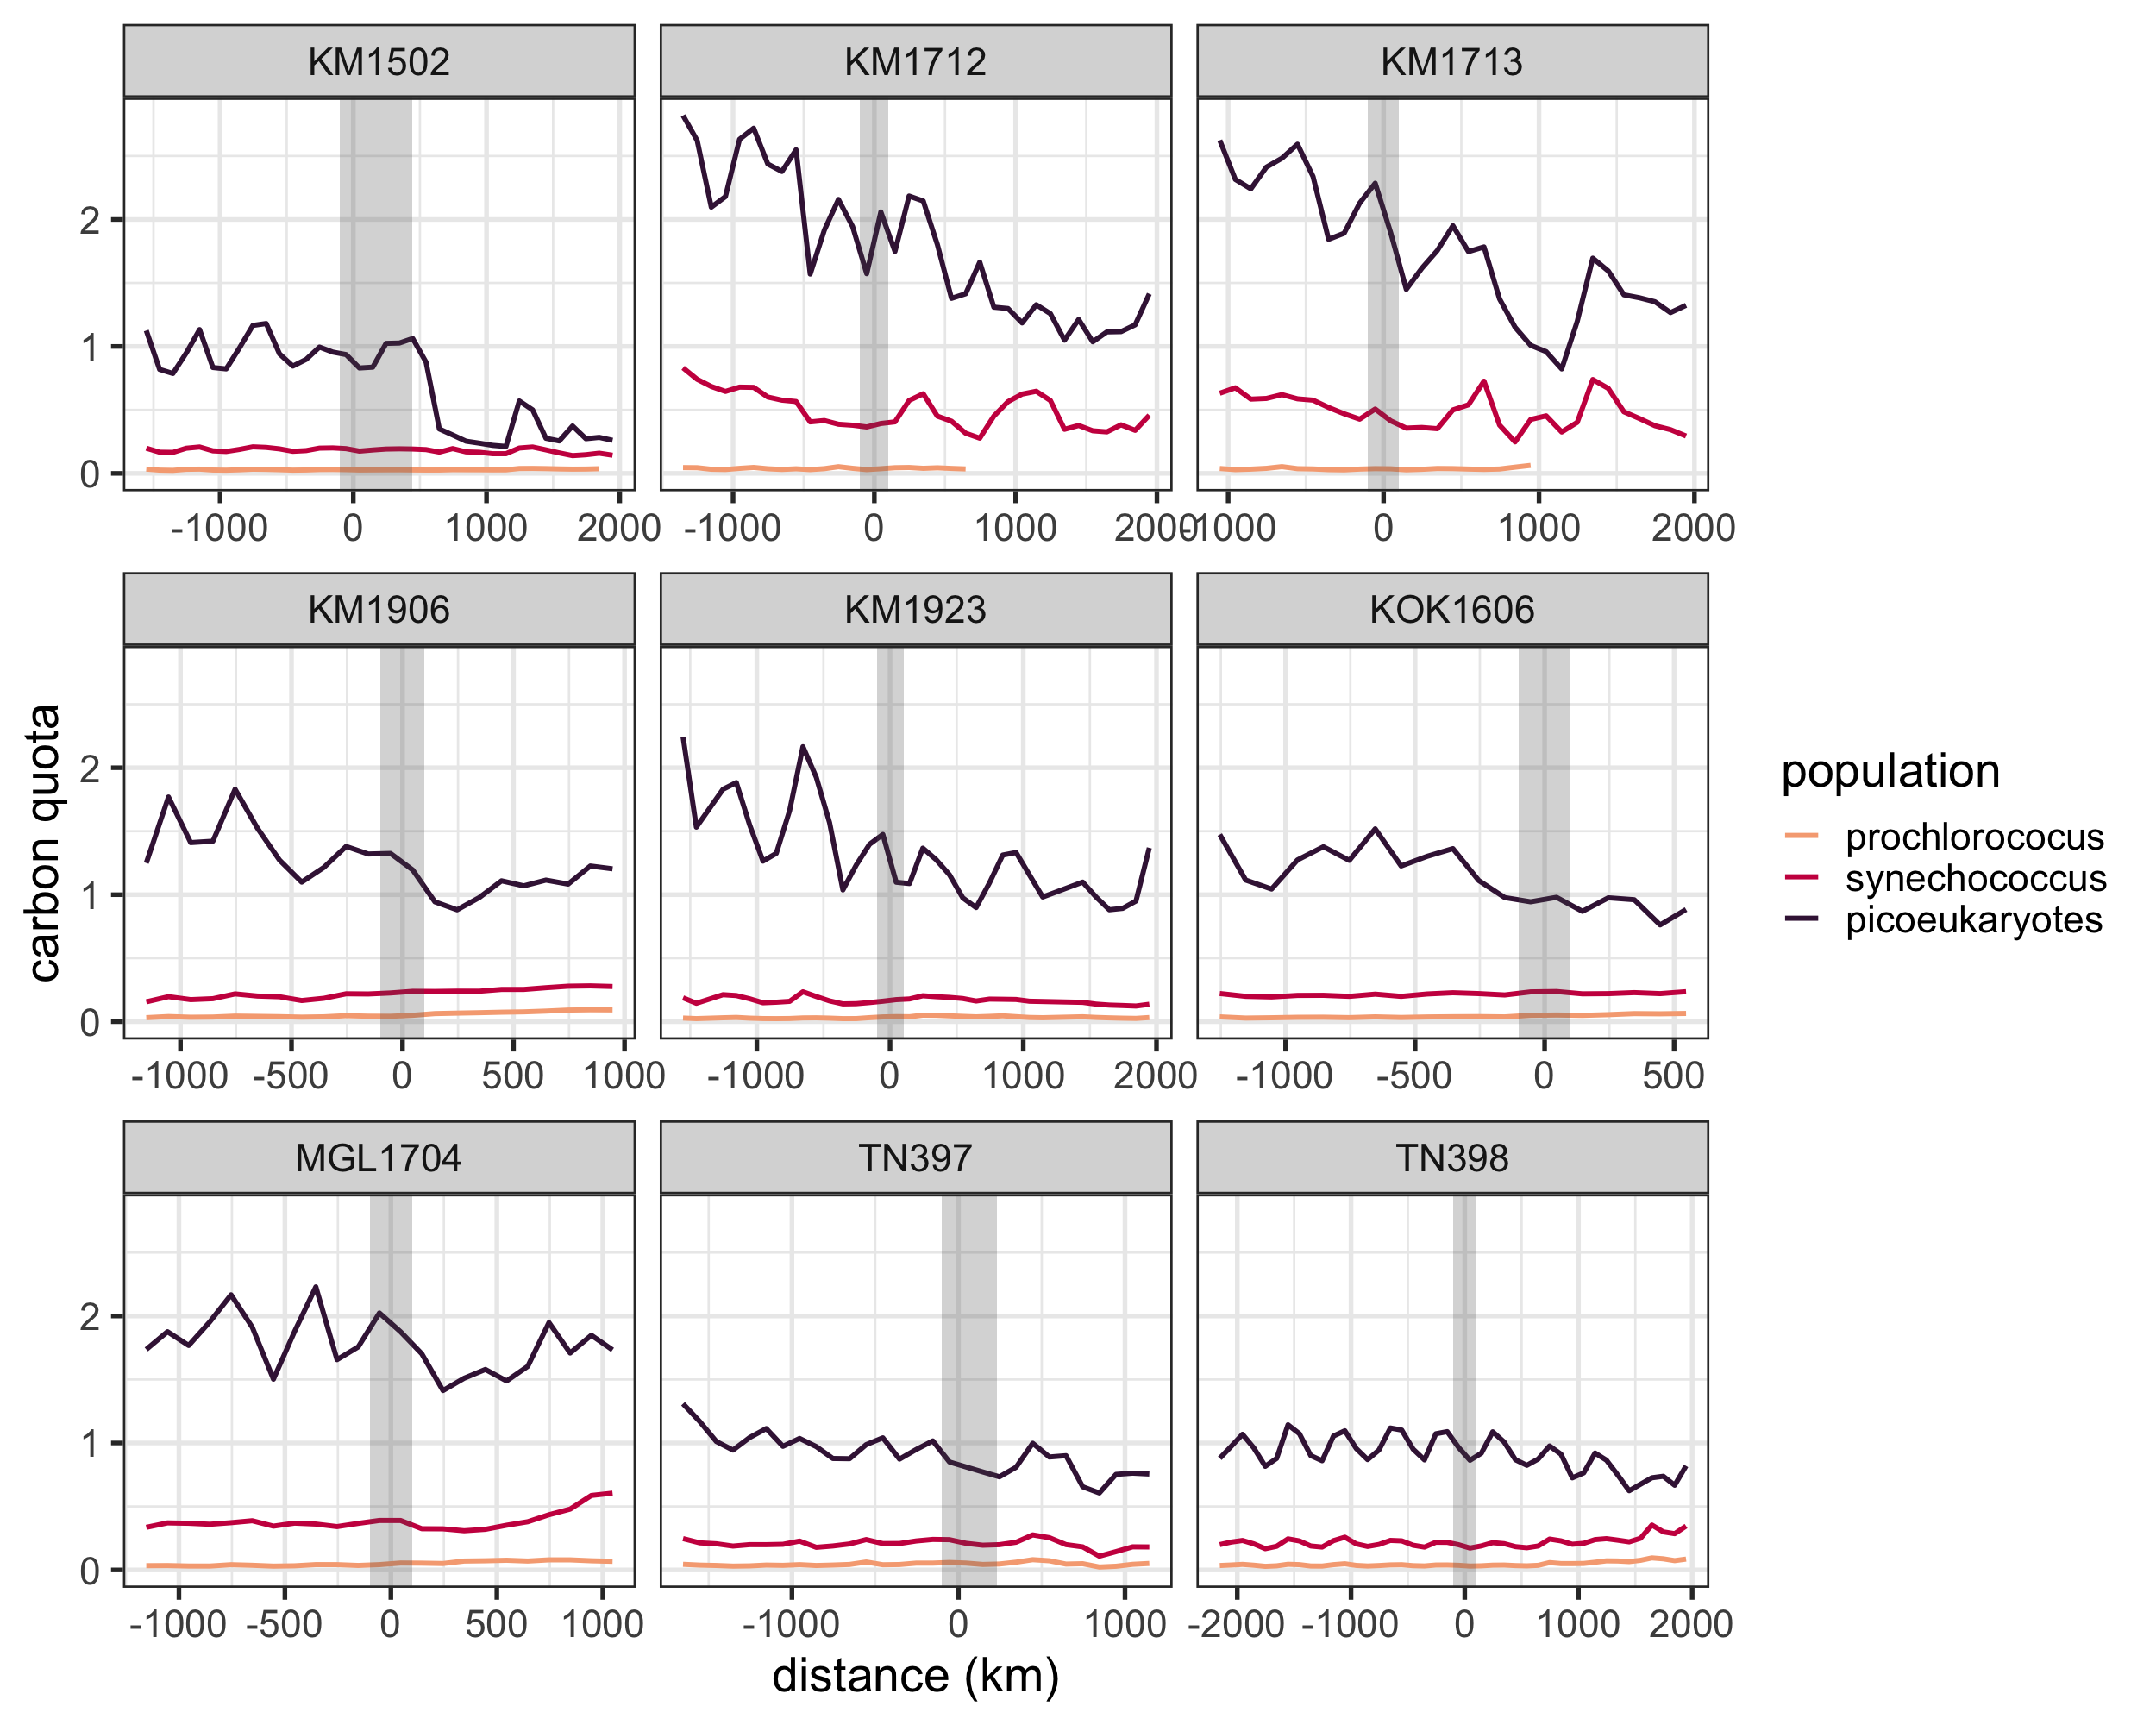 KM1502 KM1712 KM1713
2
1
0
-1000 0 1000 2000 -1000 0 1000 2000 -1000 0 1000 2000
KM1906 KM1923 KOK1606
2
1
0
-1000 -500 0 500 1000 -1000 0 1000 2000 -1000 -500 0 500
MGL1704 TN397 TN398
2
1
0
-1000 -500 0 500 1000 -1000 0 1000 -2000 -1000 0 1000 2000
carbon quota
distance (km)
population
prochlorococus
synechococcus
picoeukaryotes